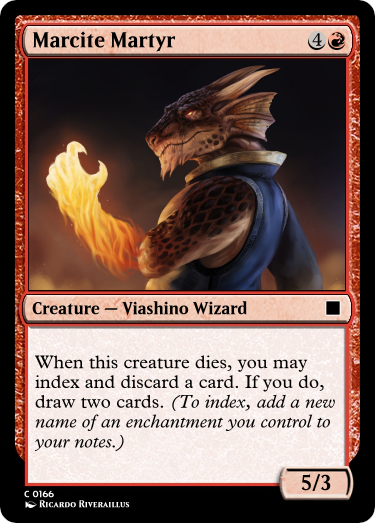 Marcite Martyr 4
Creature — Viashino Wizard
When this creature dies, you may
index and discard a card. If you do,
draw two cards. (To index, add a new
name of an enchantment you control to
your notes.)
5/3
C 0166
Ricardo Riveraillus